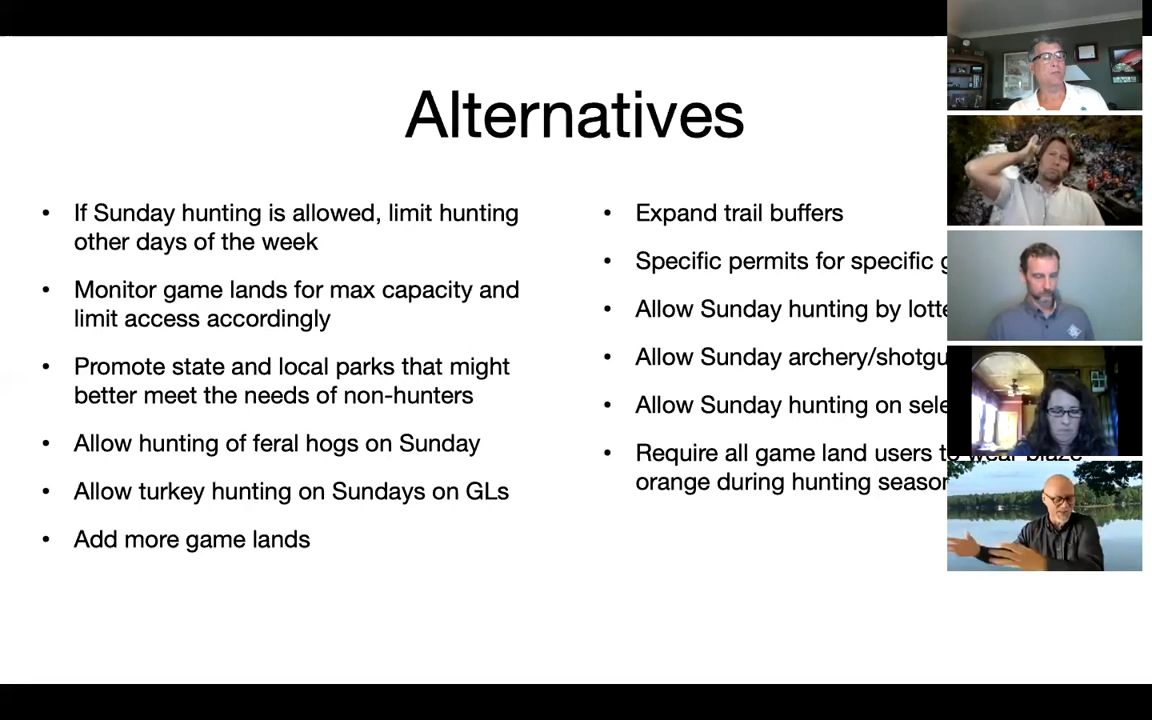 Alternatives
• If Sunday hunting is allowed, limit hunting
other days of the week
• Monitor game lands for max capacity and
limit access accordingly
• Promote state and local parks that might
better meet the needs of non-hunters
• Allow hunting of feral hogs on Sunday
• Allow turkey hunting on Sundays on GLs
• Add more game lands
• Expand trail buffers
• Specific permits for specific
• Allow Sunday hunting by
• Allow Sunday archery/
• Allow Sunday hunting on
• Require all game land users to wear blaze
orange during hunting season